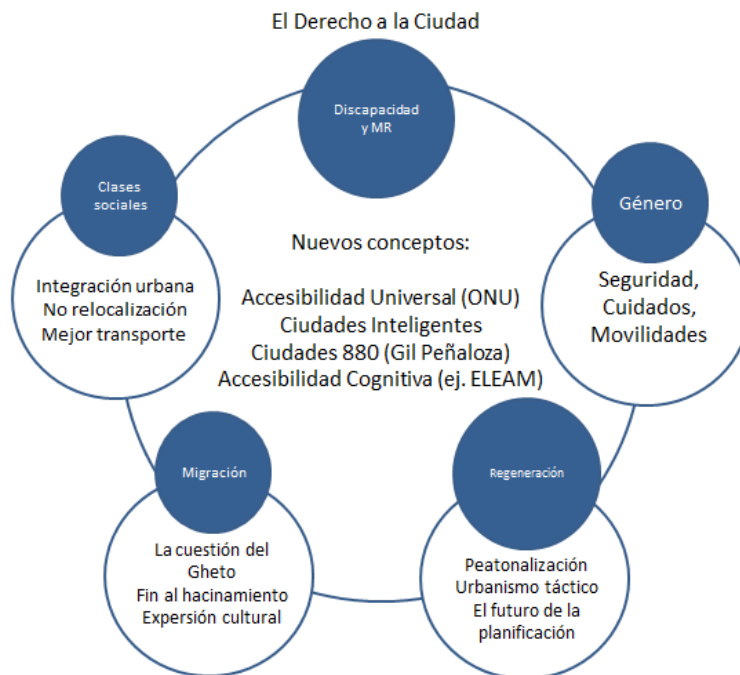 El Derecho a la Ciudad
Discapacidad
y MR
Clases
sociales
Integración urbana
No relocalización
Mejor transporte
Género
Seguridad,
Cuidados,
Movilidades
Nuevos conceptos:
Accesibilidad Universal (ONU)
Ciudades Inteligentes
Ciudades 880 (Gil Peñaloza)
Accesibilidad Cognitiva (ej. ELEAM)
Migración
La cuestión del
Gheto
Fin al hacinamiento
Expersión cultural
Regeneración
Peatonalización
Urbanismo táctico
El futuro de la
planificación